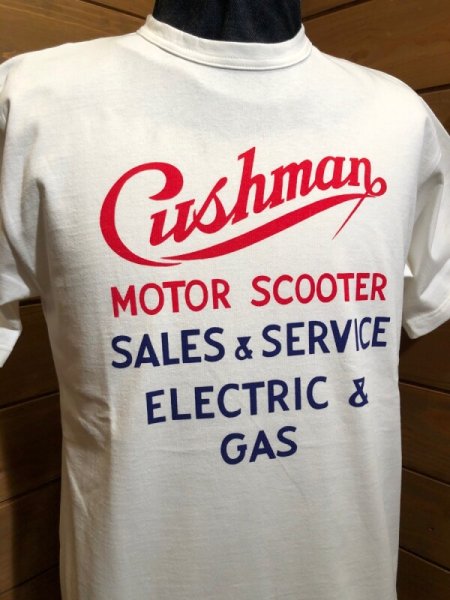 Cushman
MOTOR SCOOTER
SALES & SERVICE
ELECTRIC &
GAS